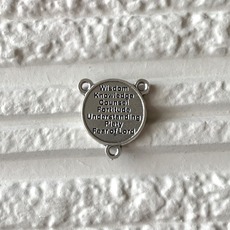 Wisdom
Knowledge
Counsel
Fortitude
Understanding
Piety
Fear of Lord